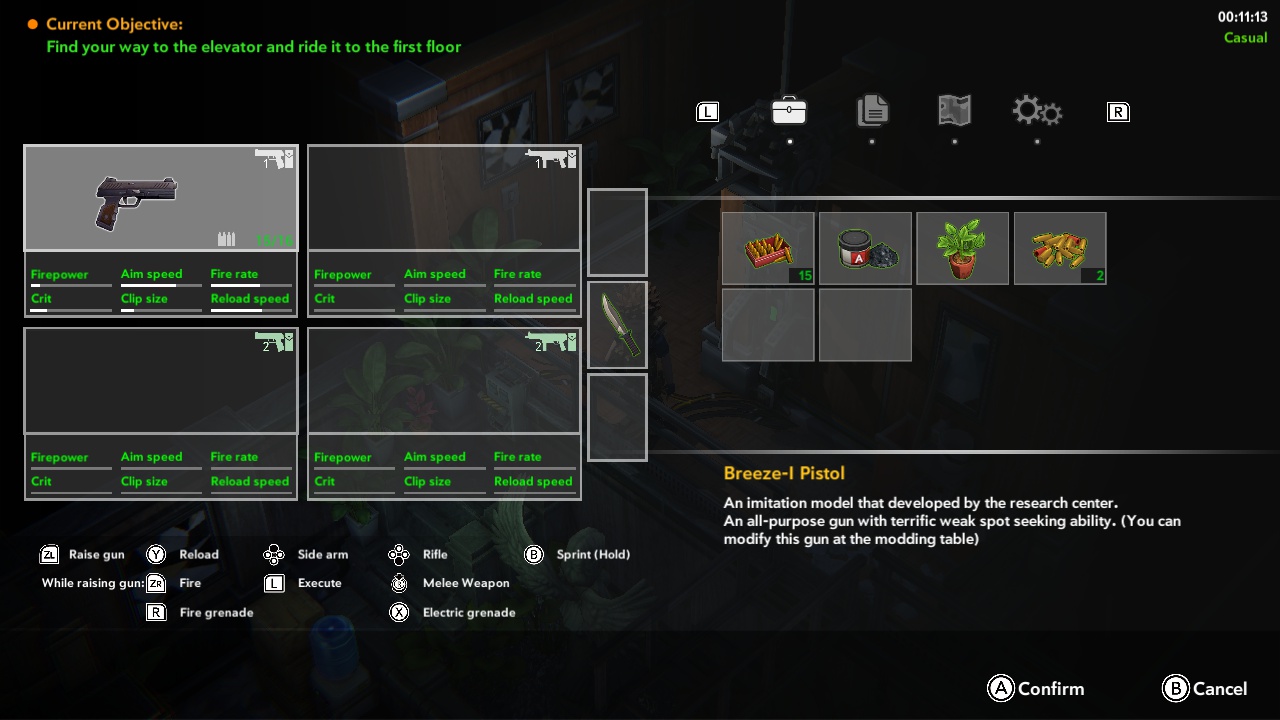 Current Objective:
Find your way to the elevator and ride it to the first floor
00:11:13
Casual
L
R
1
1
Firepower Aim speed Fire rate
Crit Clip size Reload speed
Firepower Aim speed Fire rate
Crit Clip size Reload speed
15
A
2
2
2
Firepower Aim speed Fire rate
Crit Clip size Reload speed
Firepower Aim speed Fire rate
Crit Clip size Reload speed
Breeze-I Pistol
An imitation model that developed by the research center.
An all-purpose gun with terrific weak spot seeking ability. (You can
modify this gun at the modding table)
ZL Raise gun Y Reload Side arm Rifle B Sprint (Hold)
While raising gun: ZR Fire L Execute Melee Weapon
R Fire grenade X Electric grenade
A Confirm B Cancel